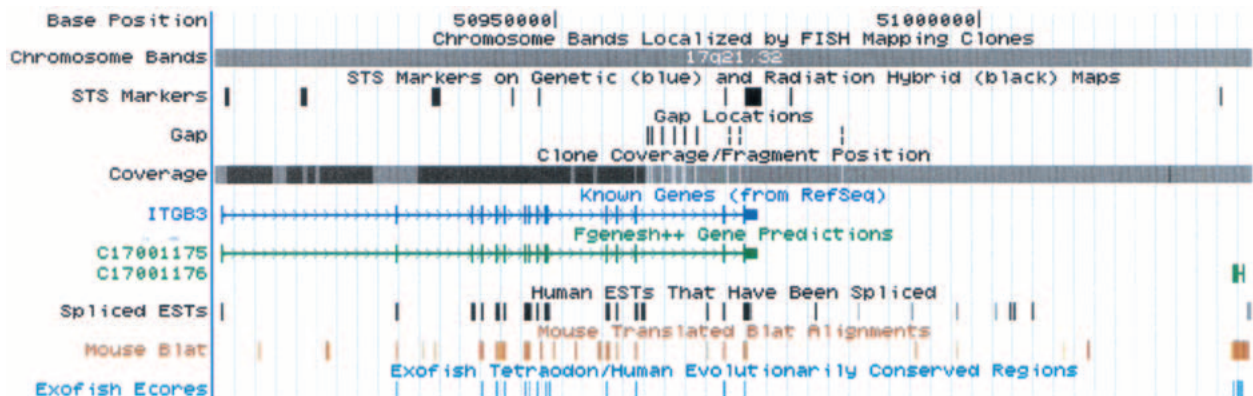 Base Position 50950000| 51000000|
Chromosome Bands Localized by FISH Mapping Clones
Chromosome Bands 17q21.32
STS Markers on Genetic (blue) and Radiation Hybrid (black) Maps
STS Markers
Gap Locations
Gap
Clone Coverage/Fragment Position
Coverage
Known Genes (from RefSeq)
ITGB3
Fgenesh++ Gene Predictions
C17001175
C17001176
Human ESTs That Have Been Spliced
Spliced ESTs
Mouse Translated Blat Alignments
Mouse Blat
Exofish Tetraodon/Human Evolutionarily Conserved Regions
Exofish Ecores